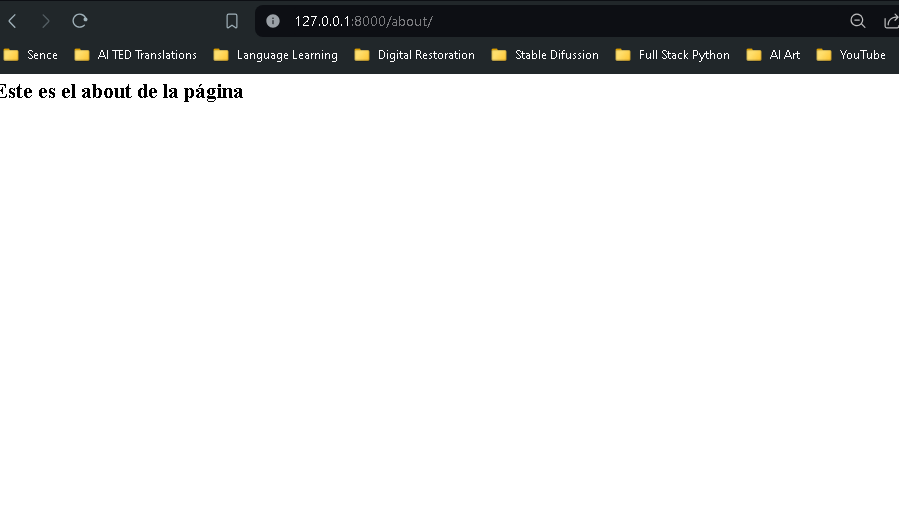 127.0.0.1:8000/about/
Sence AI TED Translations Language Learning Digital Restoration Stable Difussion Full Stack Python AI Art YouTube
Este es el about de la página